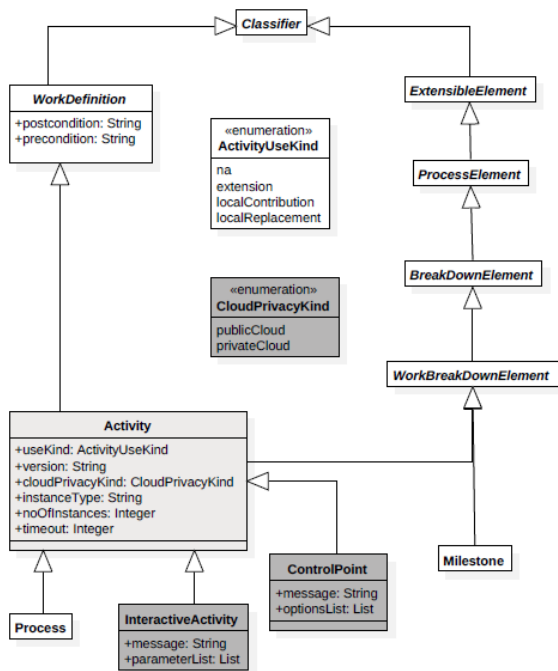 Classifier
WorkDefinition
+postcondition: String
+precondition: String
ExtensibleElement
«enumeration»
ActivityUseKind
na
extension
localContribution
localReplacement
ProcessElement
BreakDownElement
«enumeration»
CloudPrivacyKind
publicCloud
privateCloud
WorkBreakDownElement
Activity
+useKind: ActivityUseKind
+version: String
+cloudPrivacyKind: CloudPrivacyKind
+instanceType: String
+noOfInstances: Integer
+timeout: Integer
Milestone
ControlPoint
+message: String
+optionsList: List
Process
InteractiveActivity
+message: String
+parameterList: List